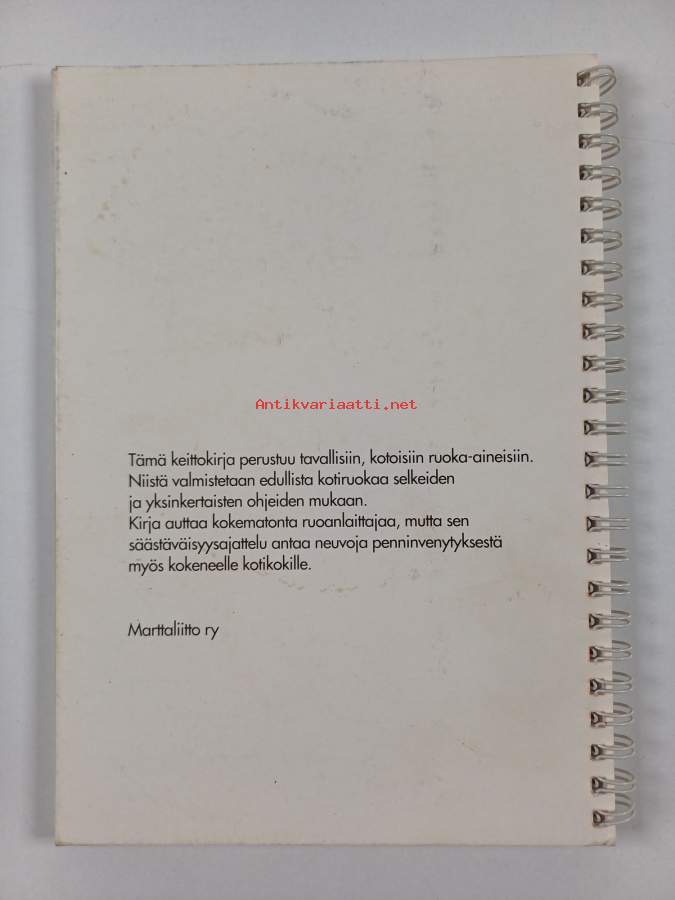 Antikvariaatti.net
Tämä keittokirja perustuu tavallisiin, kotoisiin ruoka-aineisiin.
Niistä valmistetaan edullista kotiruokaa selkeiden
ja yksinkertaisten ohjeiden mukaan.
Kirja auttaa kokematonta ruoanlaittajaa, mutta sen
säästäväisyysajattelu antaa neuvoja penninvenytyksestä
myös kokeneelle kotikokille.
Marttaliitto ry